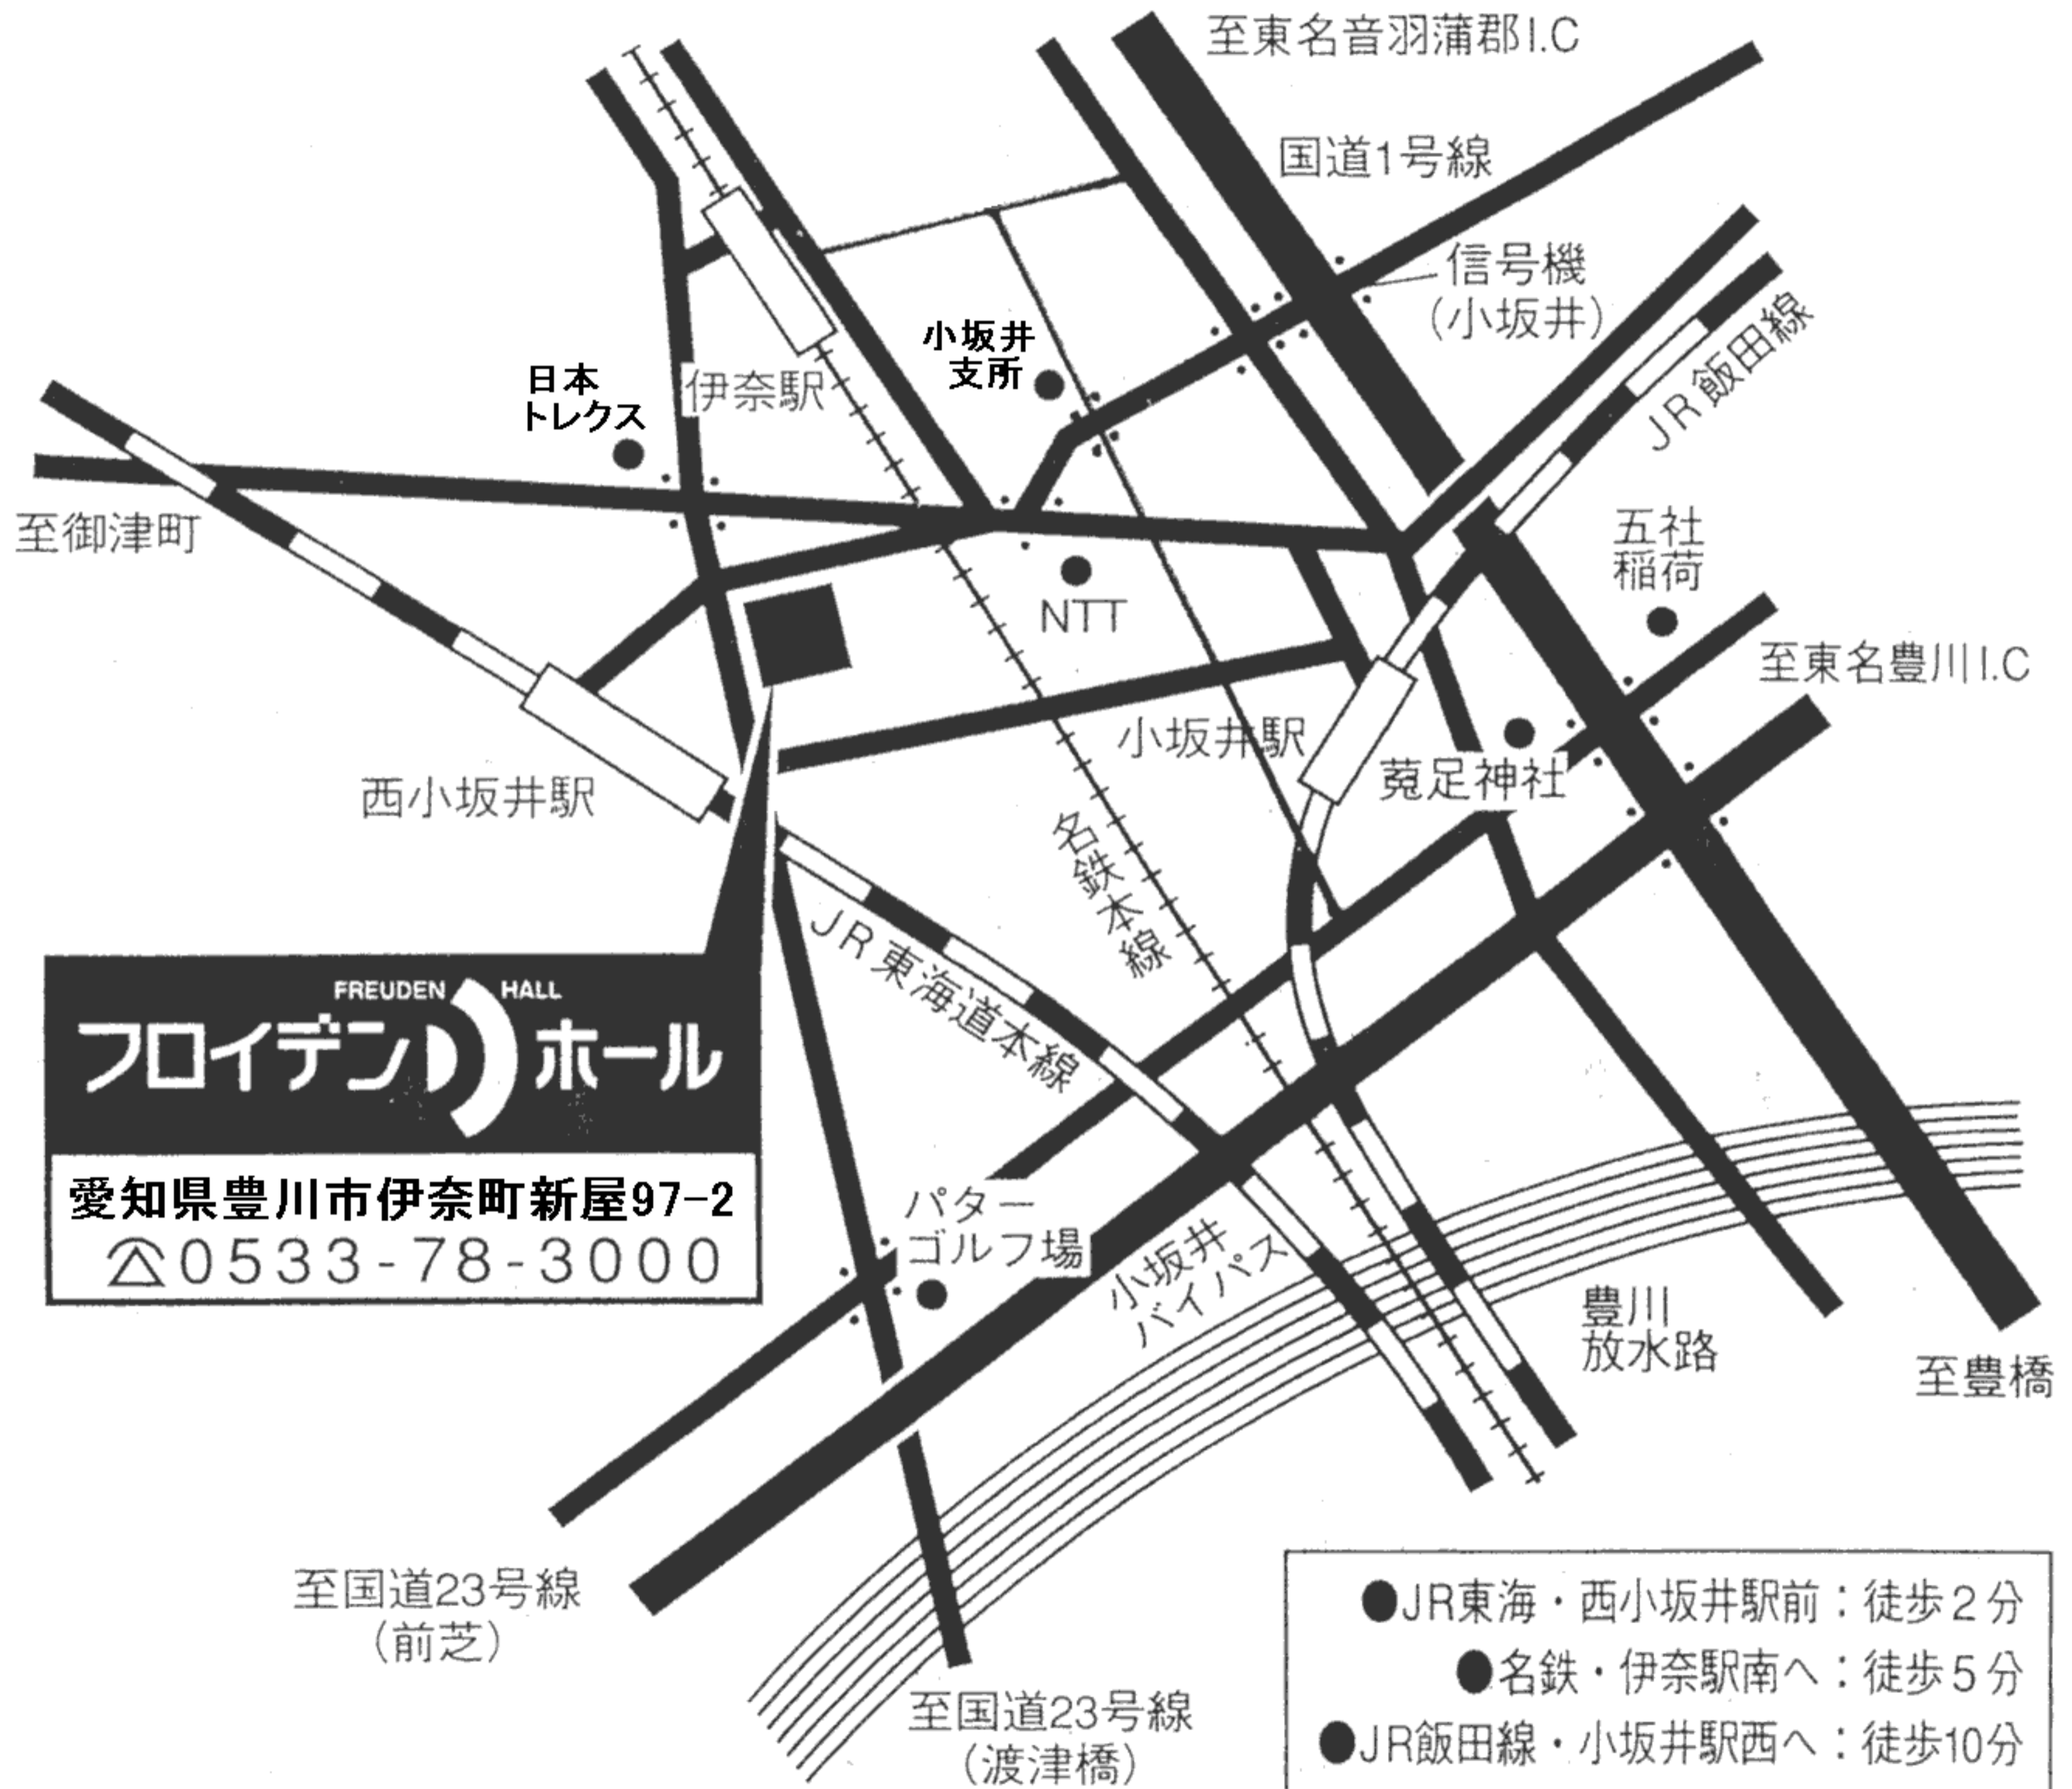 至東名音羽蒲郡I.C
国道1号線
信号機
（小坂井）
JR飯田線
小坂井
支所
日本
トレクス
伊奈駅
至御津町
五社
稲荷
NTT
至東名豊川I.C
小坂井駅
菟足神社
西小坂井駅
名鉄本線
JR東海道本線
FREUDEN HALL
フロイデンホール
愛知県豊川市伊奈町新屋97-2
☎0533-78-3000
パター
ゴルフ場
小坂井
バイパス
豊川
放水路
至豊橋
至国道23号線
（前芝）
至国道23号線
（渡津橋）
●JR東海・西小坂井駅前：徒歩2分
●名鉄・伊奈駅南へ：徒歩5分
●JR飯田線・小坂井駅西へ：徒歩10分